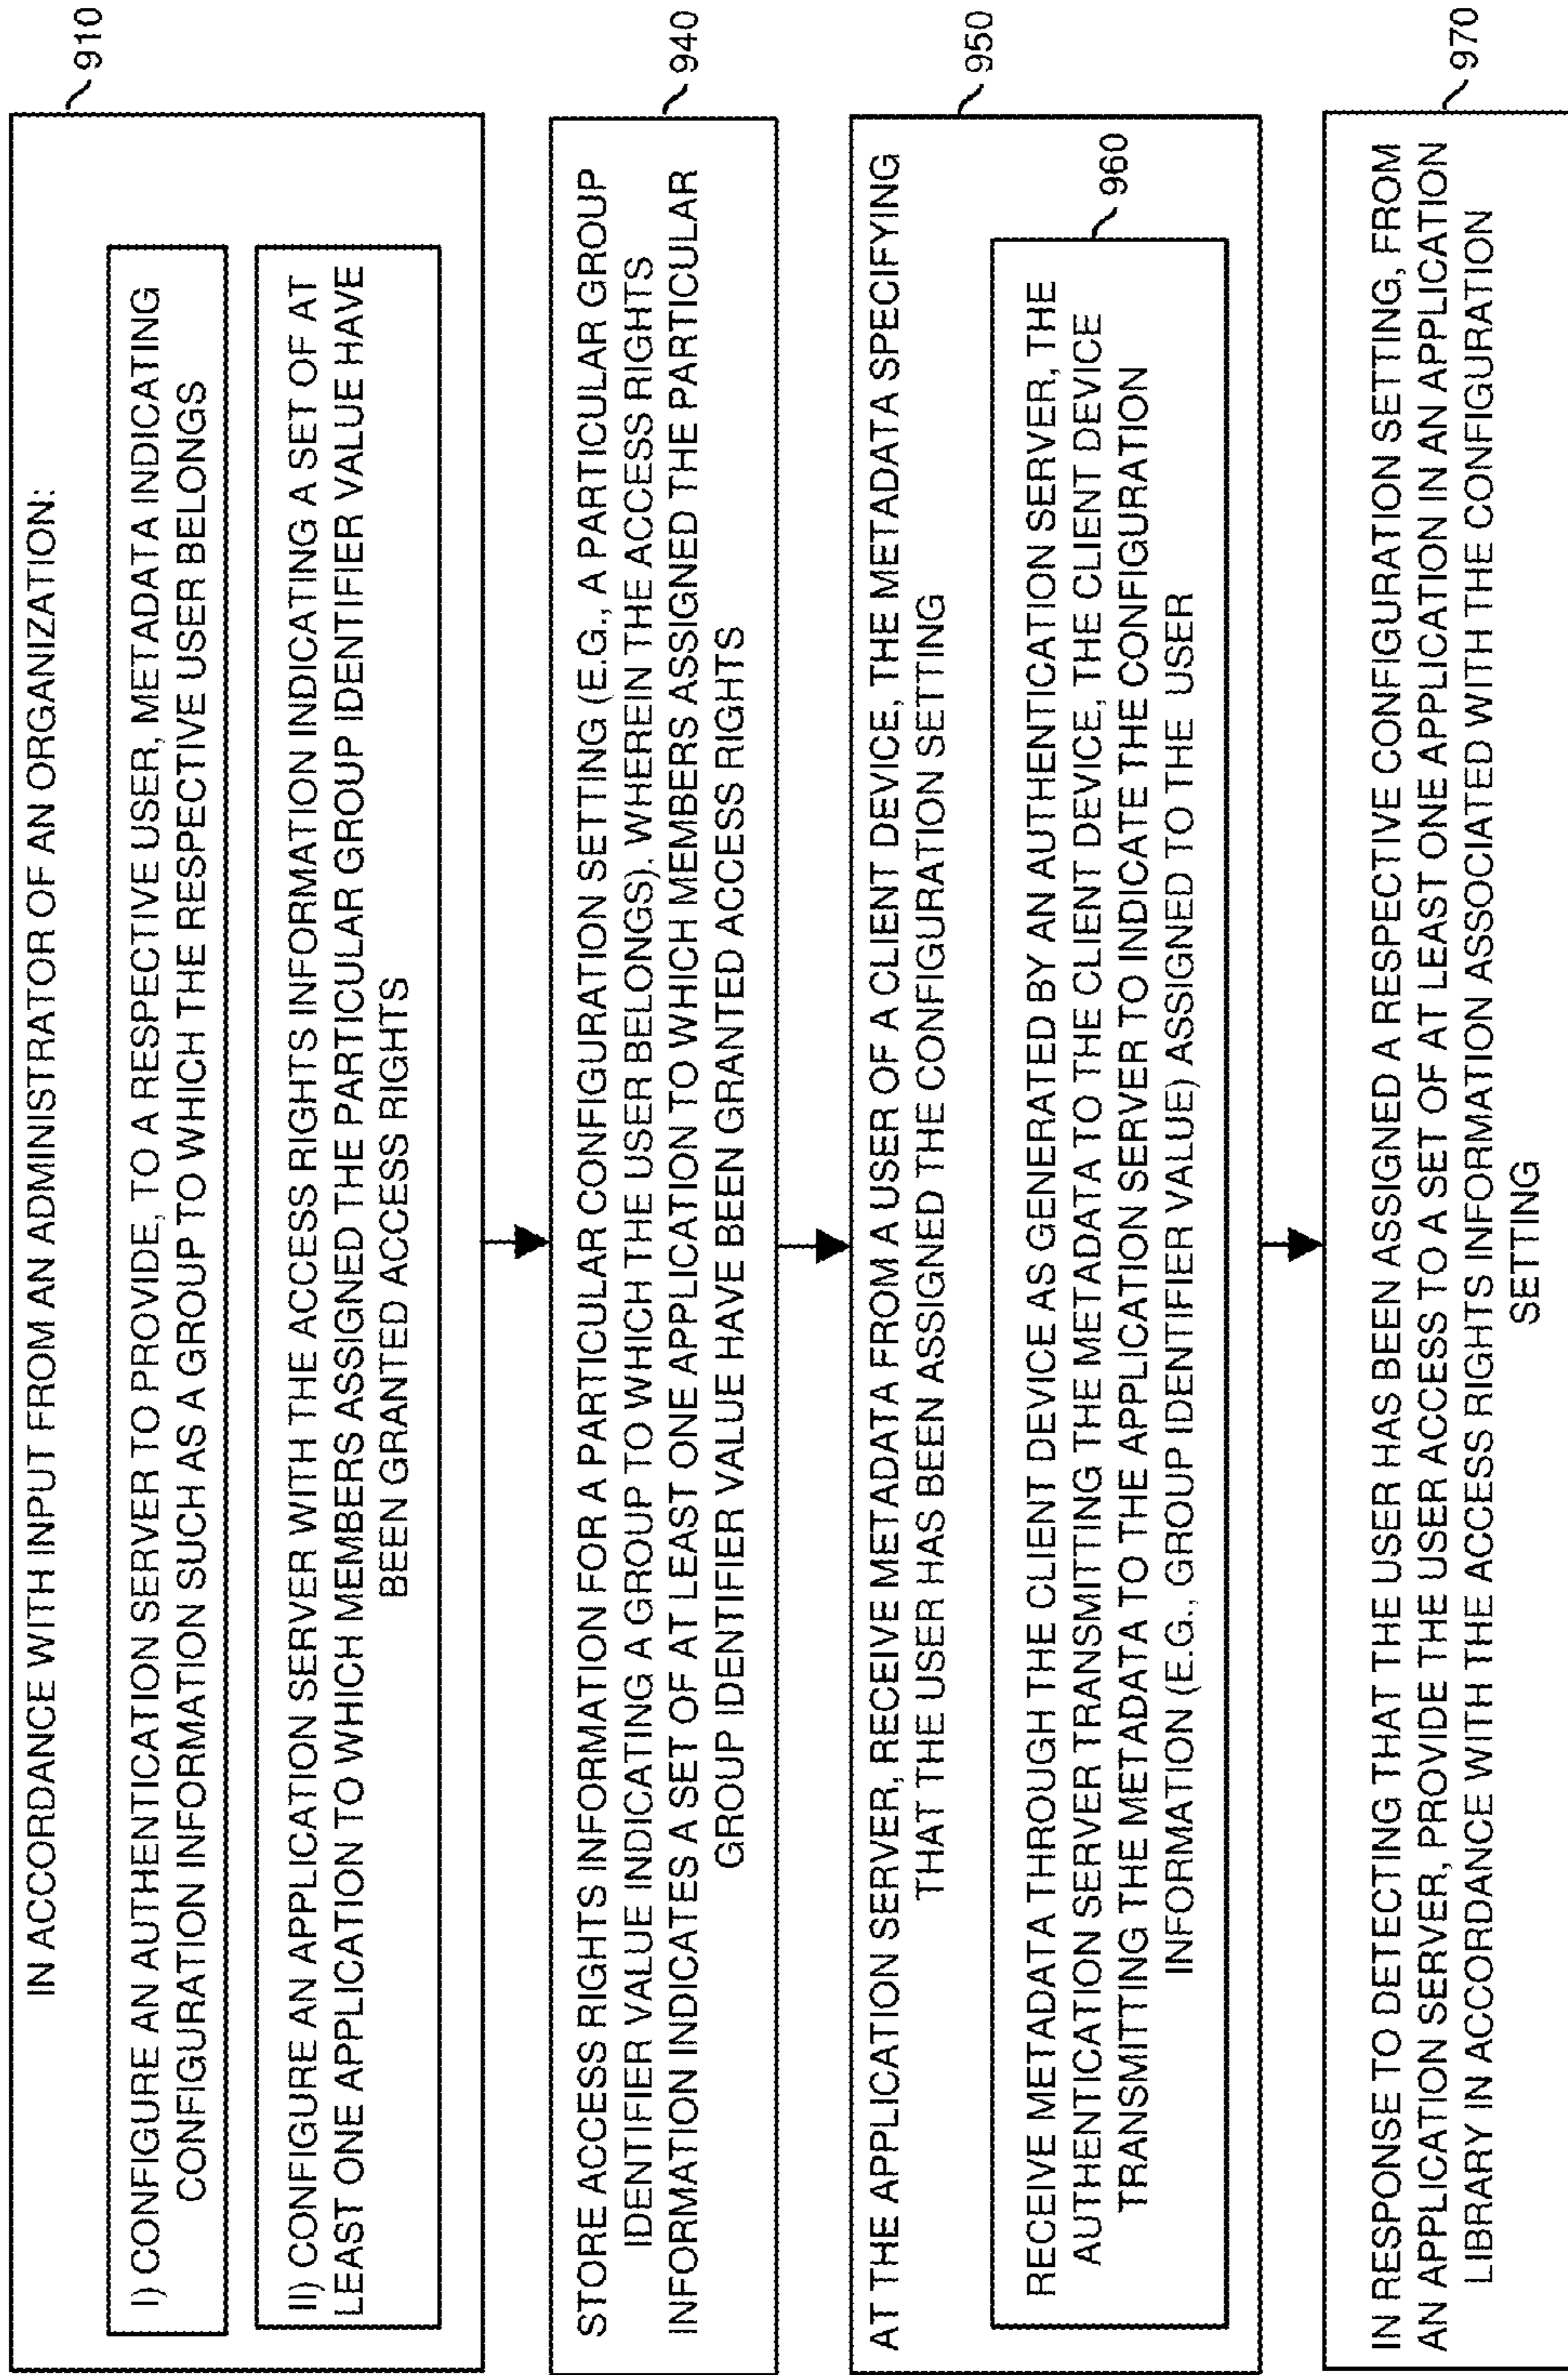 IN ACCORDANCE WITH INPUT FROM AN ADMINISTRATOR OF AN ORGANIZATION:
910
I) CONFIGURE AN AUTHENTICATION SERVER TO PROVIDE, TO A RESPECTIVE USER, METADATA INDICATING
CONFIGURATION INFORMATION SUCH AS A GROUP TO WHICH THE RESPECTIVE USER BELONGS
II) CONFIGURE AN APPLICATION SERVER WITH THE ACCESS RIGHTS INFORMATION INDICATING A SET OF AT
LEAST ONE APPLICATION TO WHICH MEMBERS ASSIGNED THE PARTICULAR GROUP IDENTIFIER VALUE HAVE
BEEN GRANTED ACCESS RIGHTS
940
STORE ACCESS RIGHTS INFORMATION FOR A PARTICULAR CONFIGURATION SETTING (E.G., A PARTICULAR GROUP
IDENTIFIER VALUE INDICATING A GROUP TO WHICH THE USER BELONGS), WHEREIN THE ACCESS RIGHTS
INFORMATION INDICATES A SET OF AT LEAST ONE APPLICATION TO WHICH MEMBERS ASSIGNED THE PARTICULAR
GROUP IDENTIFIER VALUE HAVE BEEN GRANTED ACCESS RIGHTS
950
AT THE APPLICATION SERVER, RECEIVE METADATA FROM A USER OF A CLIENT DEVICE, THE METADATA SPECIFYING
THAT THE USER HAS BEEN ASSIGNED THE CONFIGURATION SETTING
960
RECEIVE METADATA THROUGH THE CLIENT DEVICE AS GENERATED BY AN AUTHENTICATION SERVER, THE
AUTHENTICATION SERVER TRANSMITTING THE METADATA TO THE CLIENT DEVICE, THE CLIENT DEVICE
TRANSMITTING THE METADATA TO THE APPLICATION SERVER TO INDICATE THE CONFIGURATION
INFORMATION (E.G., GROUP IDENTIFIER VALUE) ASSIGNED TO THE USER
970
IN RESPONSE TO DETECTING THAT THE USER HAS BEEN ASSIGNED A RESPECTIVE CONFIGURATION SETTING, FROM
AN APPLICATION SERVER, PROVIDE THE USER ACCESS TO A SET OF AT LEAST ONE APPLICATION IN AN APPLICATION
LIBRARY IN ACCORDANCE WITH THE ACCESS RIGHTS INFORMATION ASSOCIATED WITH THE CONFIGURATION
SETTING